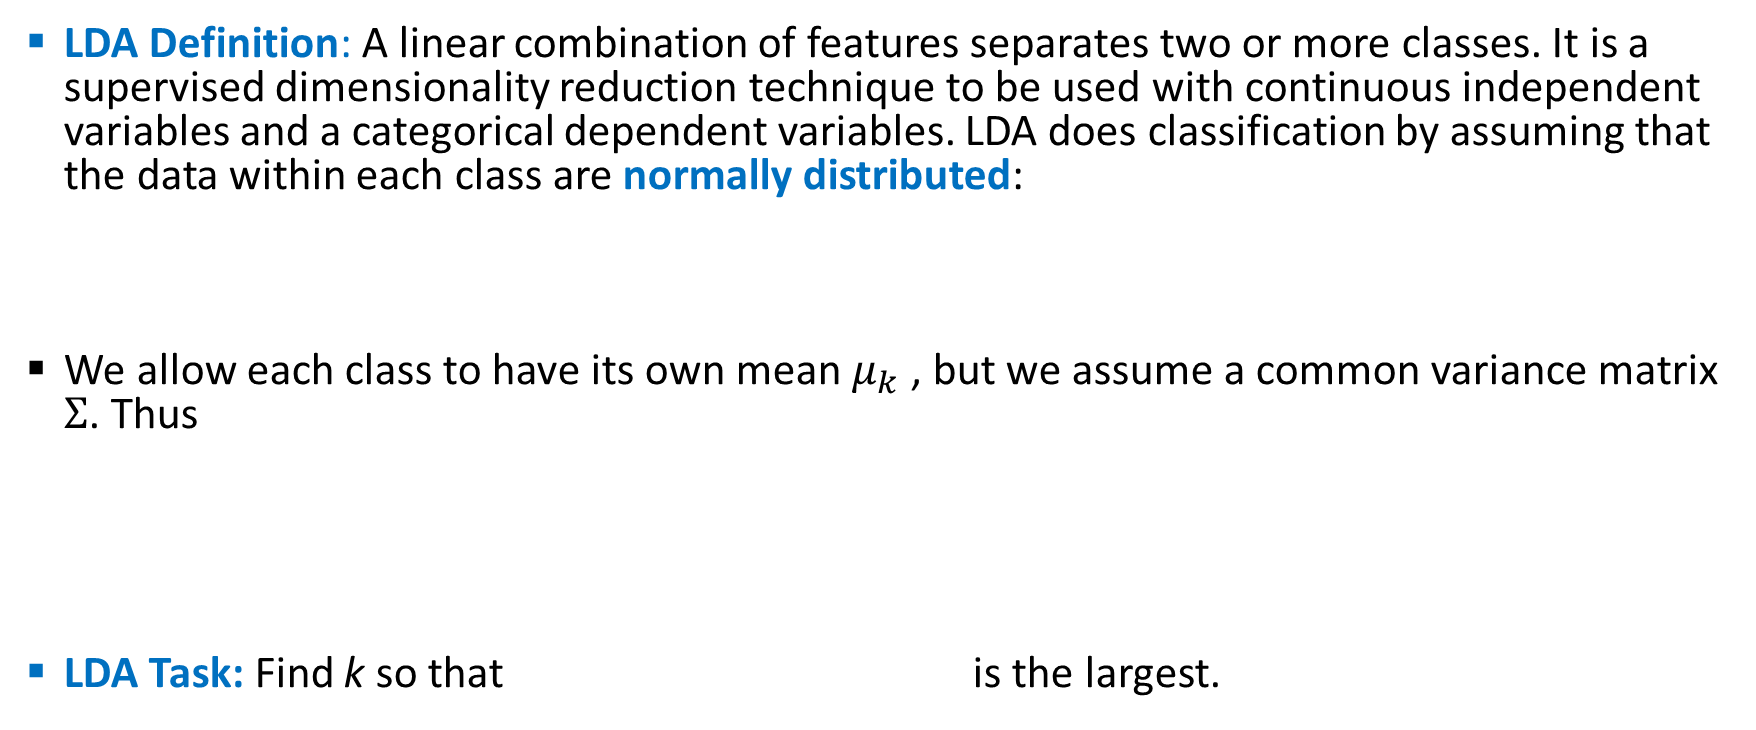 ▪ LDA Definition: A linear combination of features separates two or more classes. It is a
supervised dimensionality reduction technique to be used with continuous independent
variables and a categorical dependent variables. LDA does classification by assuming that
the data within each class are normally distributed:
▪ We allow each class to have its own mean μₖ , but we assume a common variance matrix
Σ. Thus
▪ LDA Task: Find k so that is the largest.